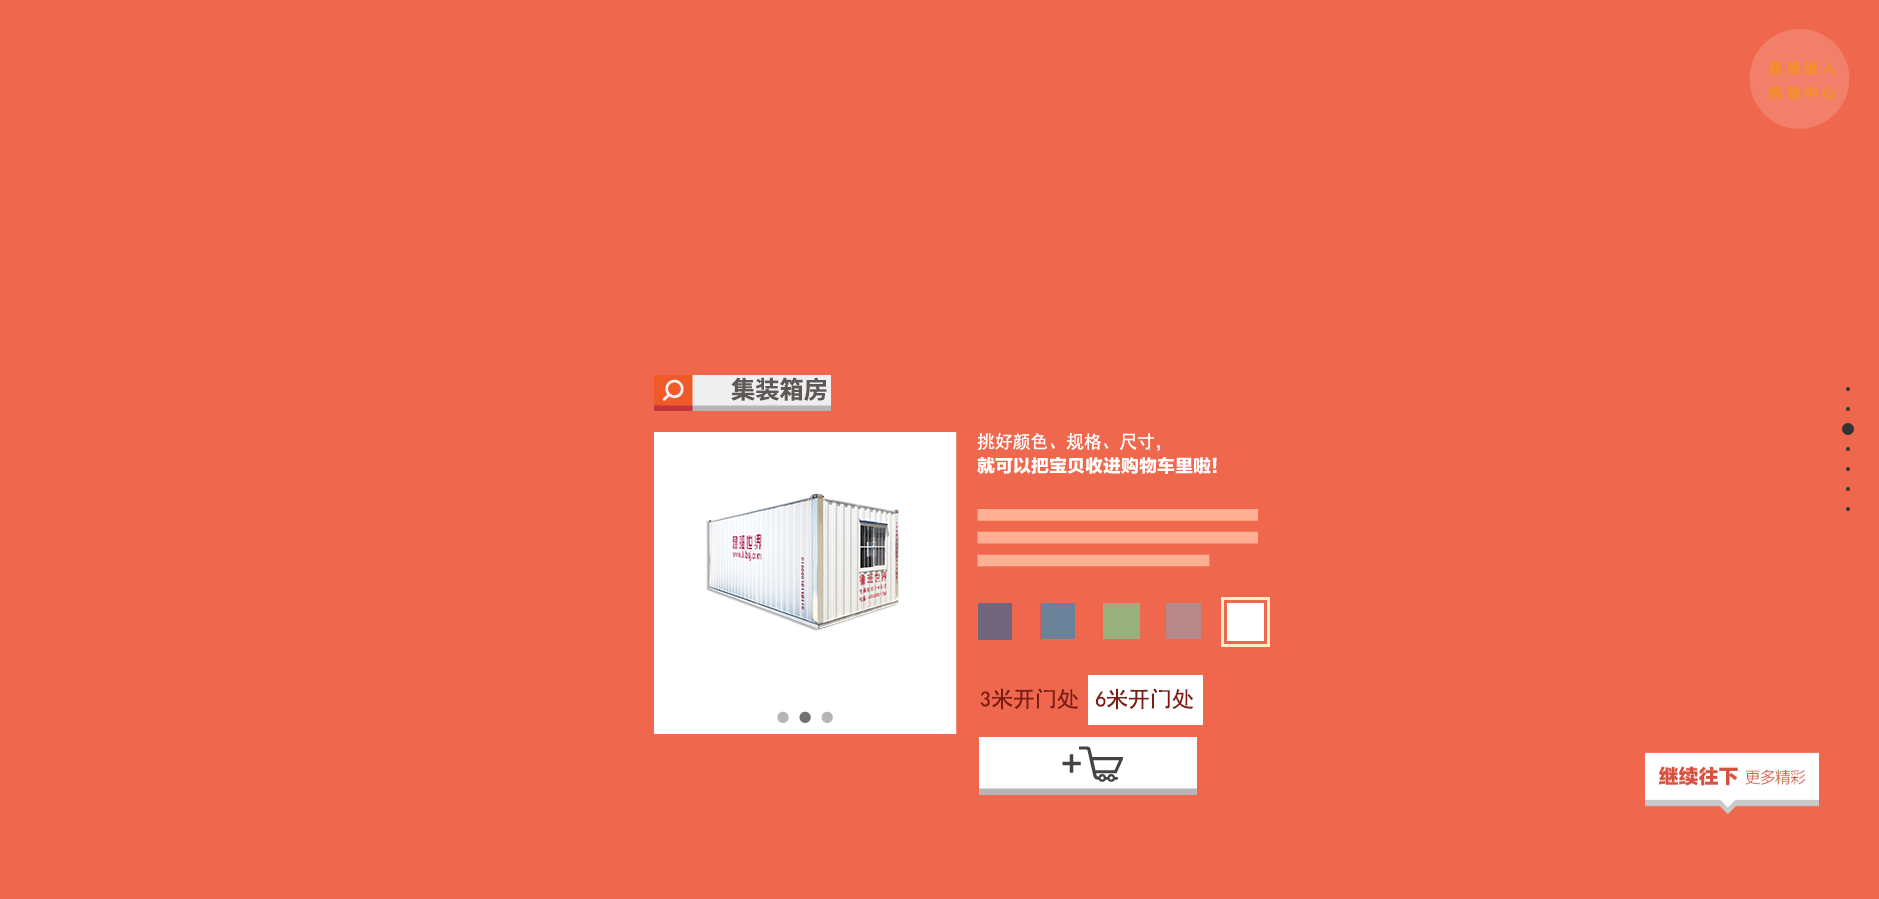 集装箱房
挑好颜色、规格、尺寸，
就可以把宝贝收进购物车里啦！
3米开门处
6米开门处
继续往下 更多精彩